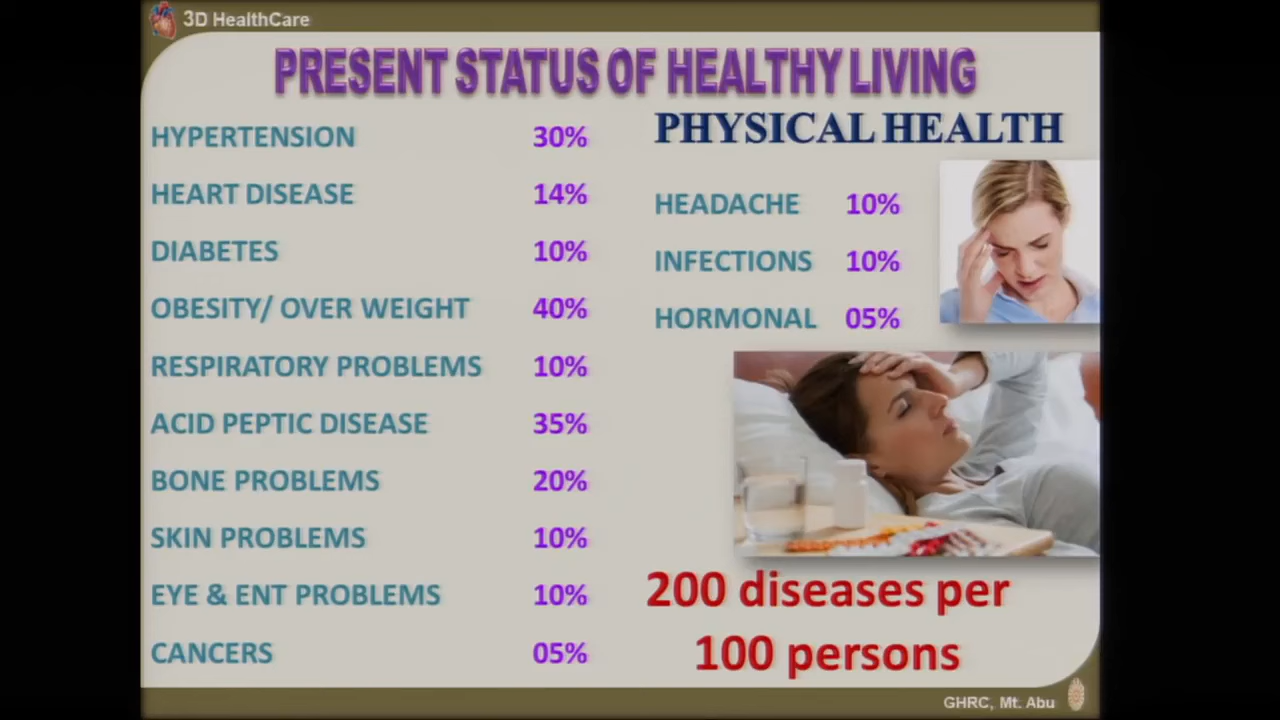 3D HealthCare
PRESENT STATUS OF HEALTHY LIVING
PHYSICAL HEALTH
HYPERTENSION 30%
HEART DISEASE 14%
DIABETES 10%
OBESITY/ OVER WEIGHT 40%
RESPIRATORY PROBLEMS 10%
ACID PEPTIC DISEASE 35%
BONE PROBLEMS 20%
SKIN PROBLEMS 10%
EYE & ENT PROBLEMS 10%
CANCERS 05%
HEADACHE 10%
INFECTIONS 10%
HORMONAL 05%
200 diseases per
100 persons
GHRC, Mt. Abu